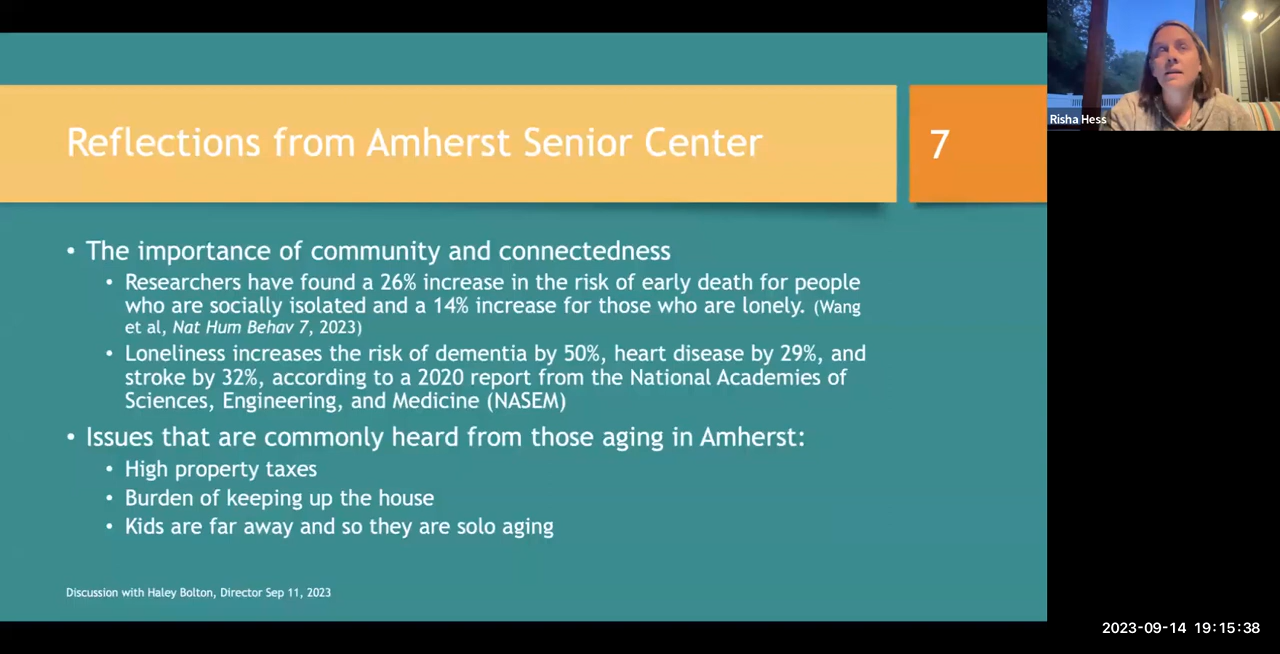 Reflections from Amherst Senior Center
7
Risha Hess
• The importance of community and connectedness
• Researchers have found a 26% increase in the risk of early death for people
who are socially isolated and a 14% increase for those who are lonely. (Wang
et al, Nat Hum Behav 7, 2023)
• Loneliness increases the risk of dementia by 50%, heart disease by 29%, and
stroke by 32%, according to a 2020 report from the National Academies of
Sciences, Engineering, and Medicine (NASEM)
• Issues that are commonly heard from those aging in Amherst:
• High property taxes
• Burden of keeping up the house
• Kids are far away and so they are solo aging
Discussion with Haley Bolton, Director Sep 11, 2023
2023-09-14 19:15:38